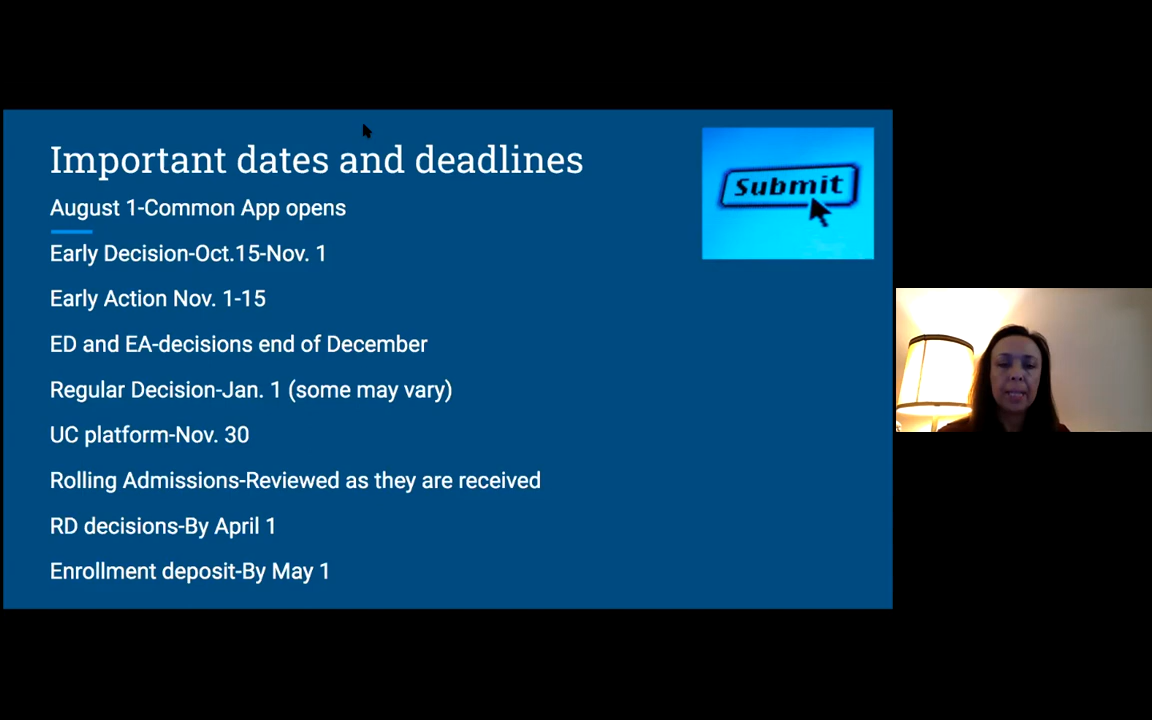 Important dates and deadlines
August 1-Common App opens
Early Decision-Oct.15-Nov. 1
Early Action Nov. 1-15
ED and EA-decisions end of December
Regular Decision-Jan. 1 (some may vary)
UC platform-Nov. 30
Rolling Admissions-Reviewed as they are received
RD decisions-By April 1
Enrollment deposit-By May 1
Submit